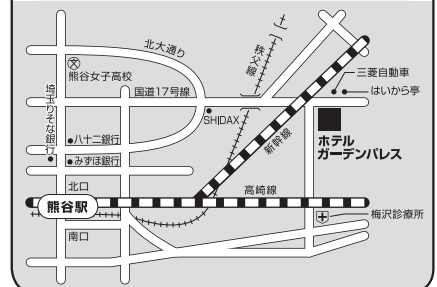 北大通り
秩父線
文
熊谷女子高校
三菱自動車
はいから亭
国道17号線
埼玉りそな銀行
SHIDAX
八十二銀行
ホテル
ガーデンパレス
新幹線
みずほ銀行
北口
高崎線
熊谷駅
梅沢診療所
南口